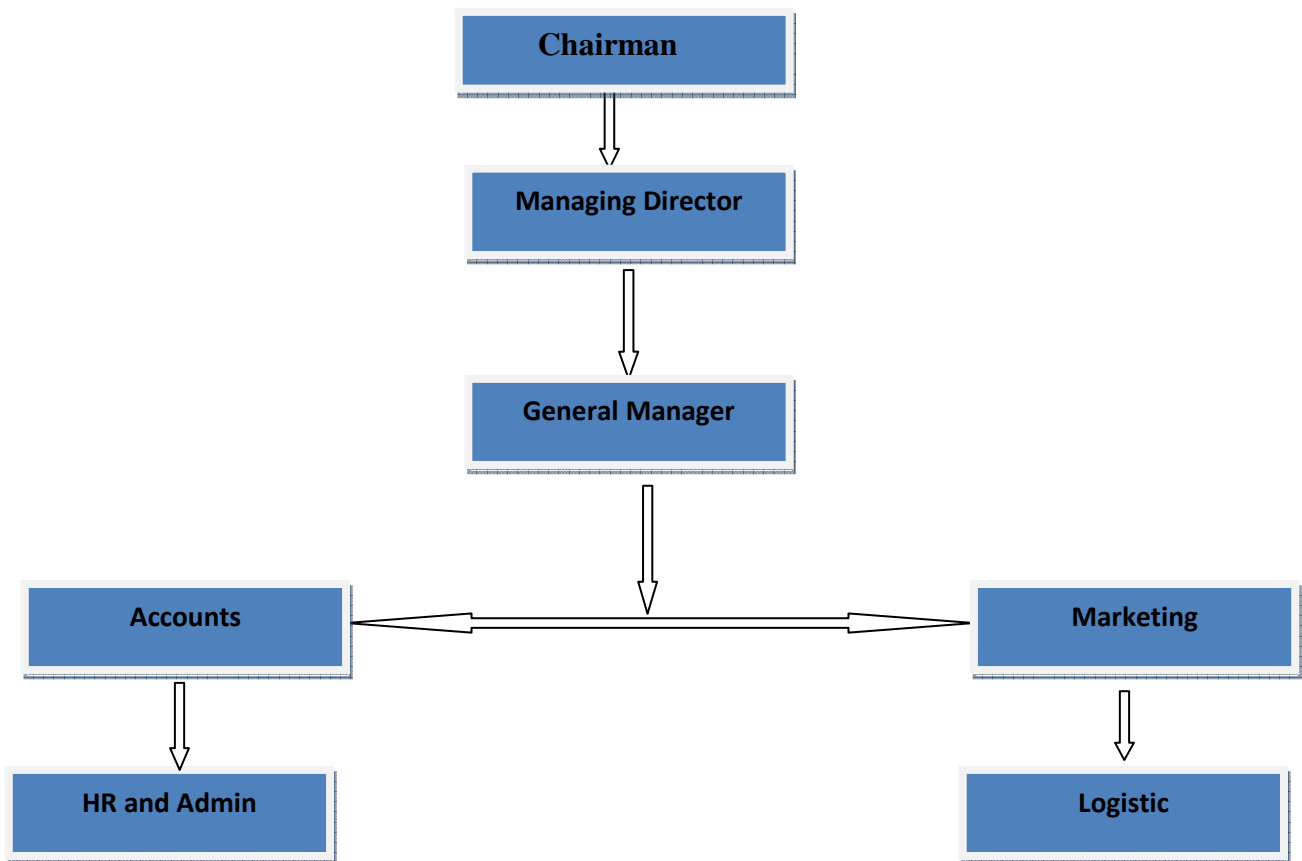 Chairman
Managing Director
General Manager
Accounts
Marketing
HR and Admin
Logistic